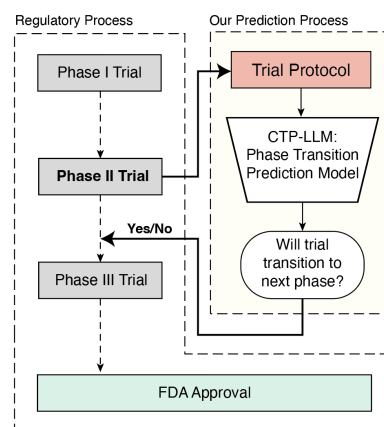 Regulatory Process
Our Prediction Process
Phase I Trial
Trial Protocol
CTP-LLM:
Phase Transition
Prediction Model
Phase II Trial
Yes/No
Will trial
transition to
next phase?
Phase III Trial
FDA Approval